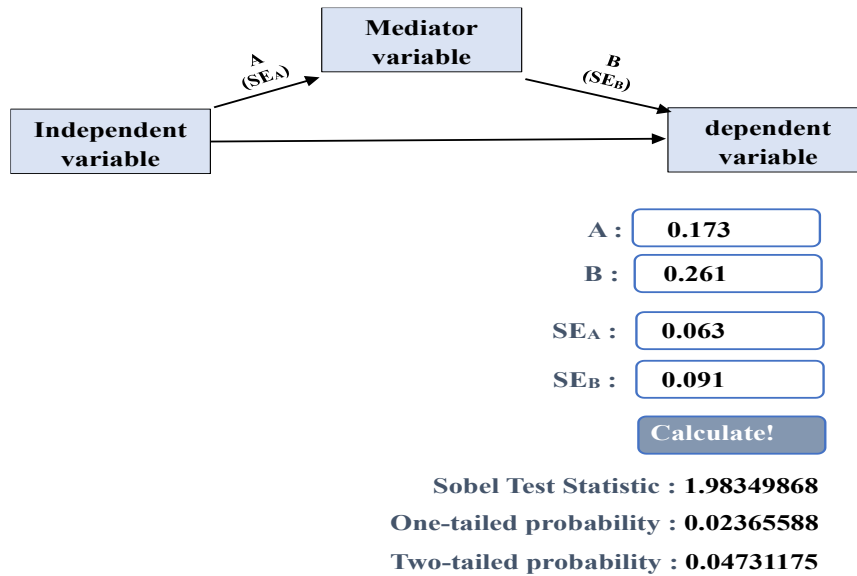 Mediator
variable
A
(SEA)
B
(SEB)
Independent
variable
dependent
variable
A : 0.173
B : 0.261
SEA : 0.063
SEB : 0.091
Calculate!
Sobel Test Statistic : 1.98349868
One-tailed probability : 0.02365588
Two-tailed probability : 0.04731175